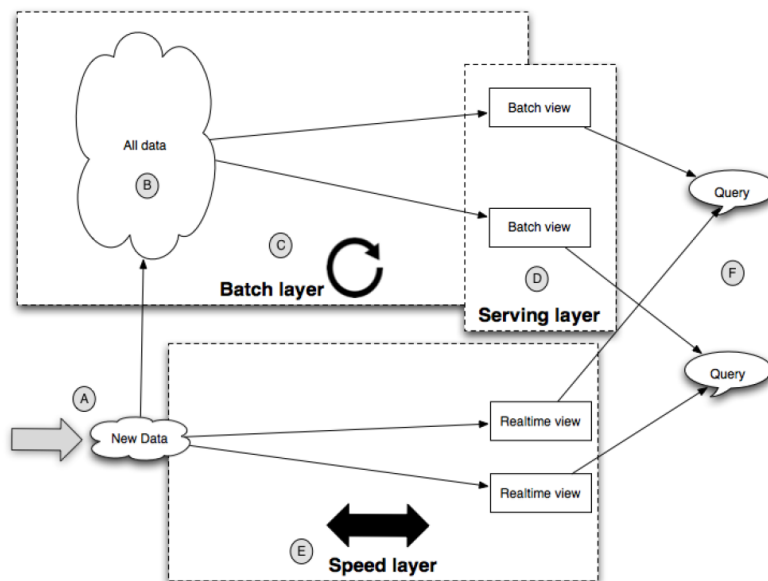 Batch view
All data
B
Query
Batch view
C
F
D
Batch layer
Serving layer
Query
A
Realtime view
New Data
Realtime view
E
Speed layer